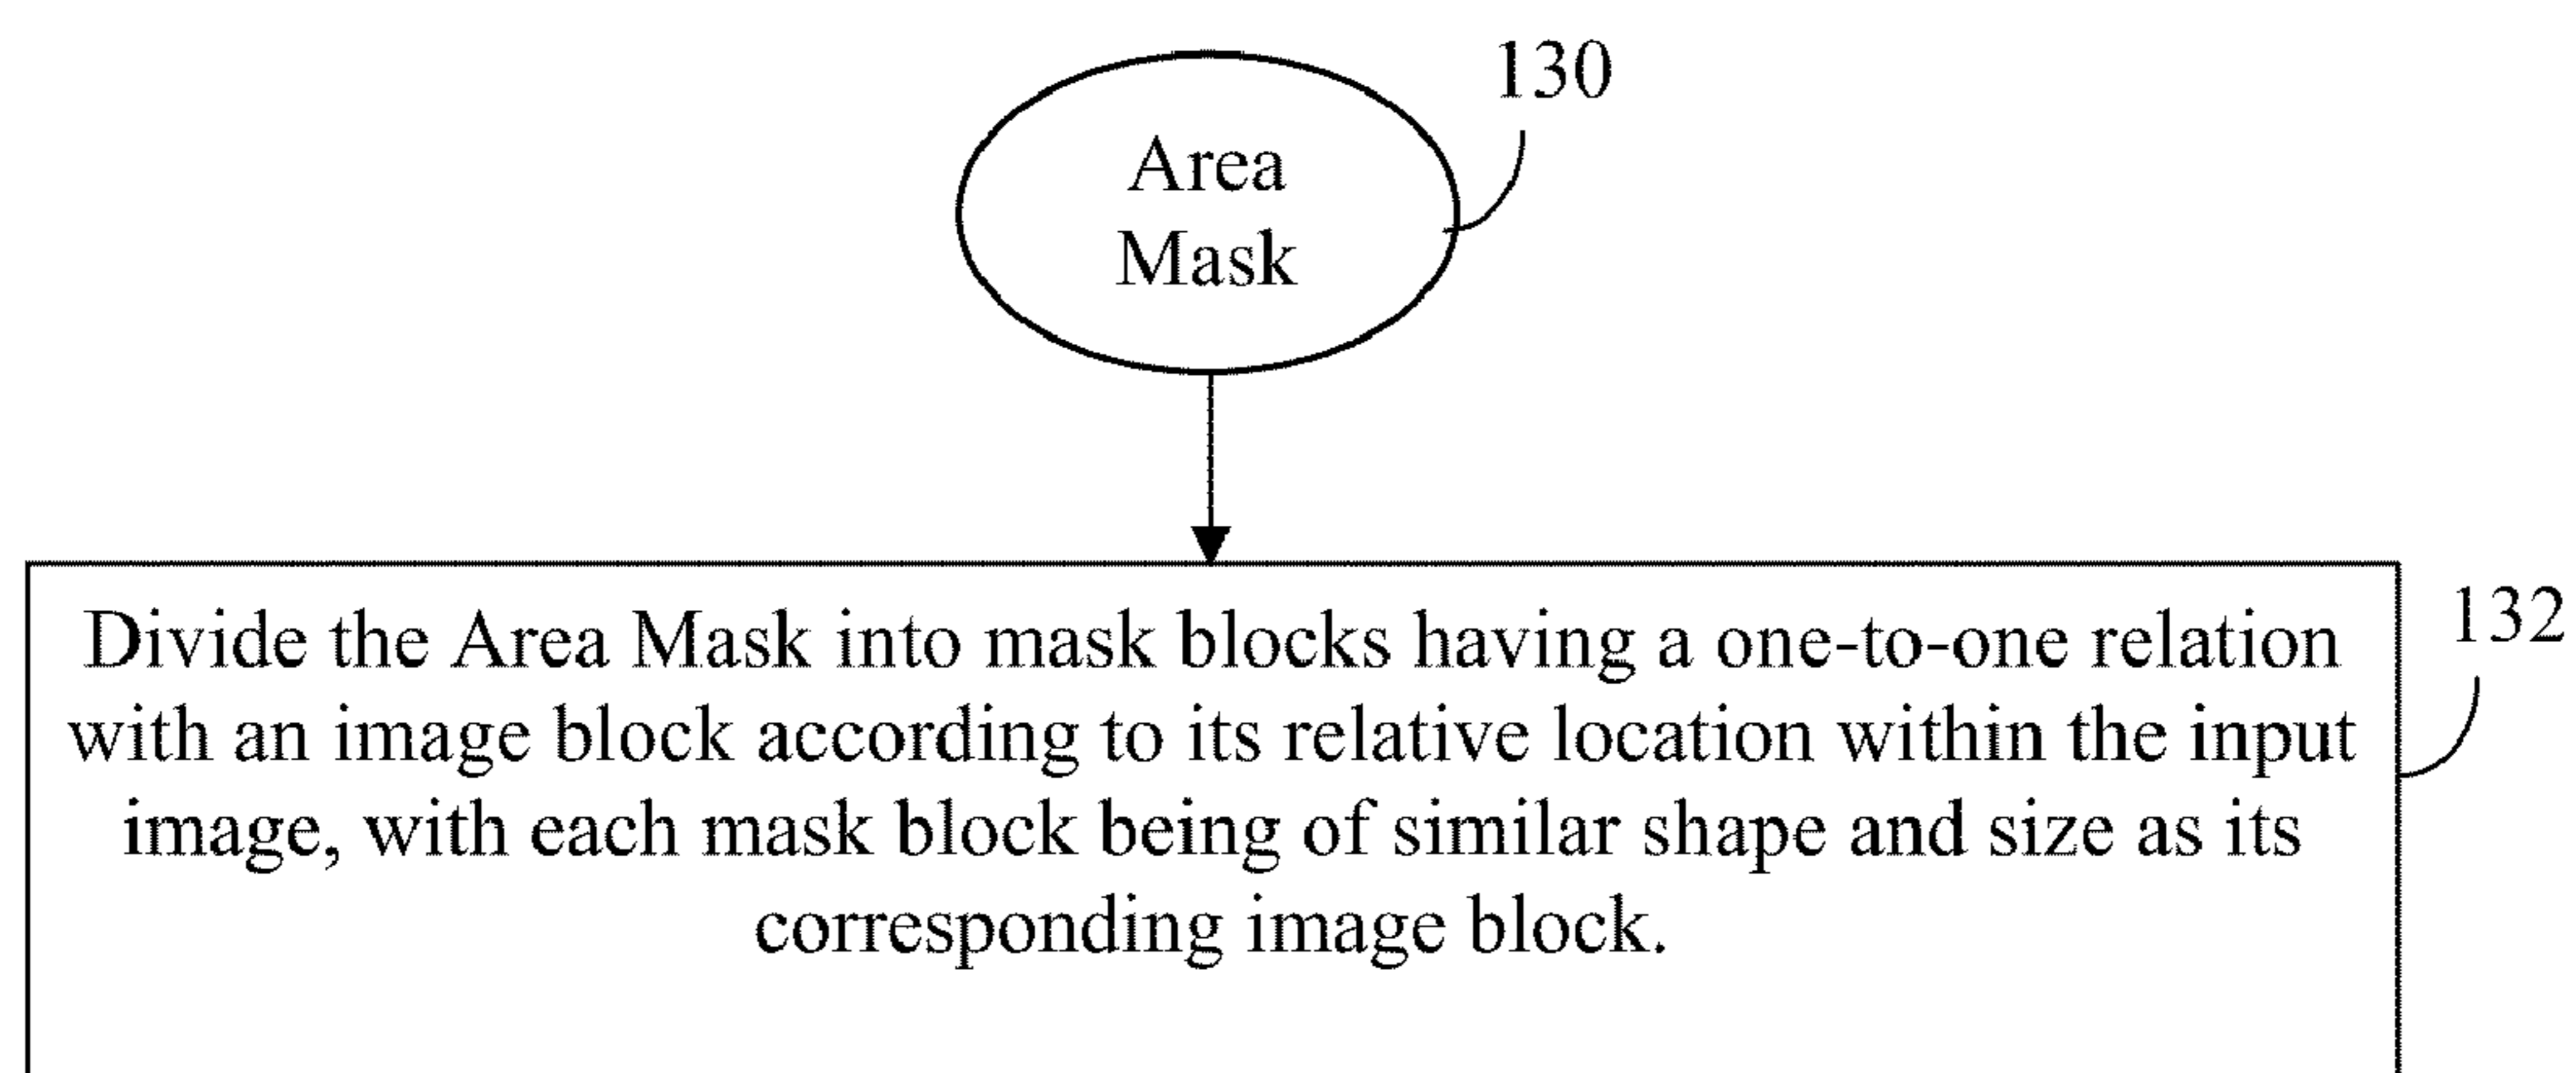 130
Area
Mask
132
Divide the Area Mask into mask blocks having a one-to-one relation
with an image block according to its relative location within the input
image, with each mask block being of similar shape and size as its
corresponding image block.